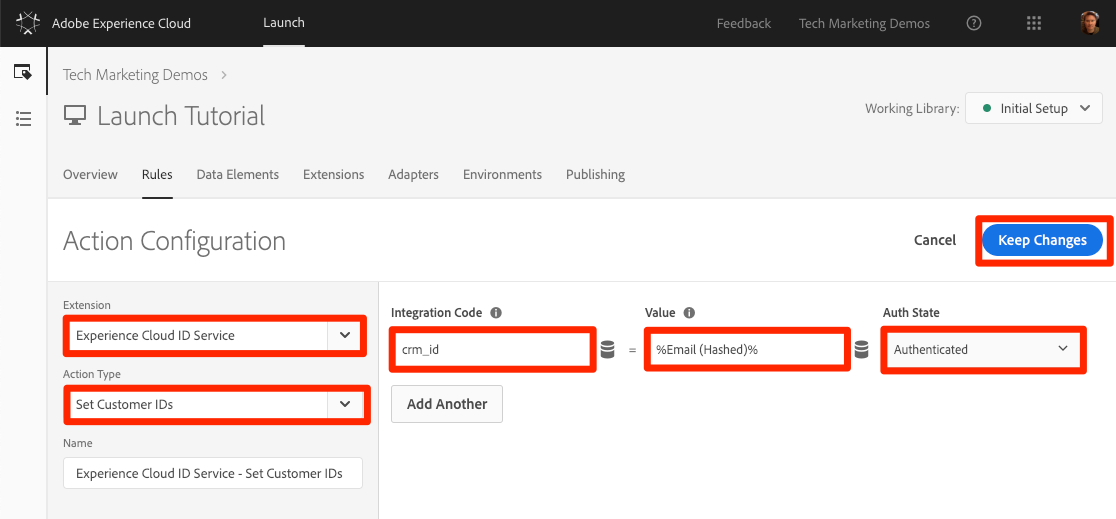 Adobe Experience Cloud
Launch
Feedback
Tech Marketing Demos
Tech Marketing Demos
Launch Tutorial
Working Library:
Initial Setup
Overview
Rules
Data Elements
Extensions
Adapters
Environments
Publishing
Action Configuration
Cancel
Keep Changes
Extension
Experience Cloud ID Service
Action Type
Set Customer IDs
Name
Experience Cloud ID Service - Set Customer IDs
Integration Code
Value
Auth State
crm_id
=
%Email (Hashed)%
Authenticated
Add Another